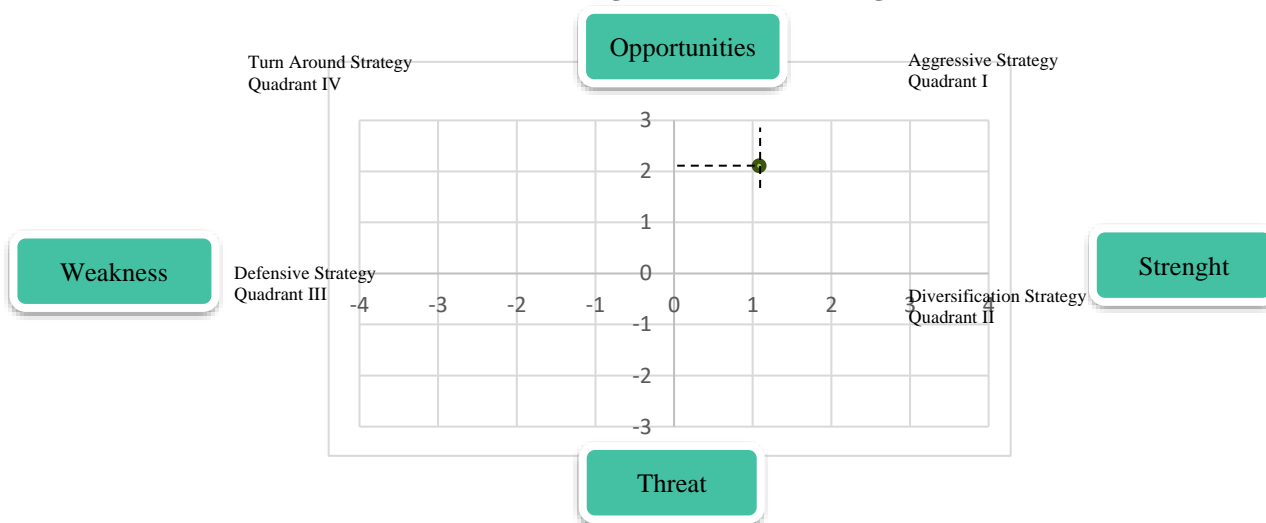 Opportunities
Turn Around Strategy
Quadrant IV
Aggressive Strategy
Quadrant I
3
2
1
0
-1
-2
-3
-4 -3 -2 -1 0 1 2 3 4
Weakness
Defensive Strategy
Quadrant III
Diversification Strategy
Quadrant II
Strenght
Threat